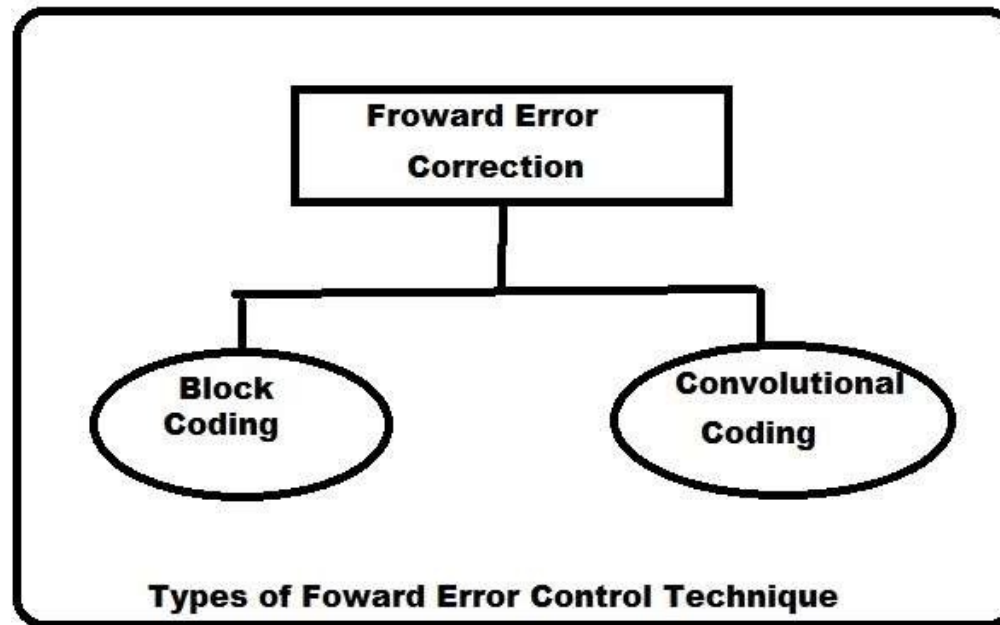 Froward Error
Correction
Block
Coding
Convolutional
Coding
Types of Foward Error Control Technique